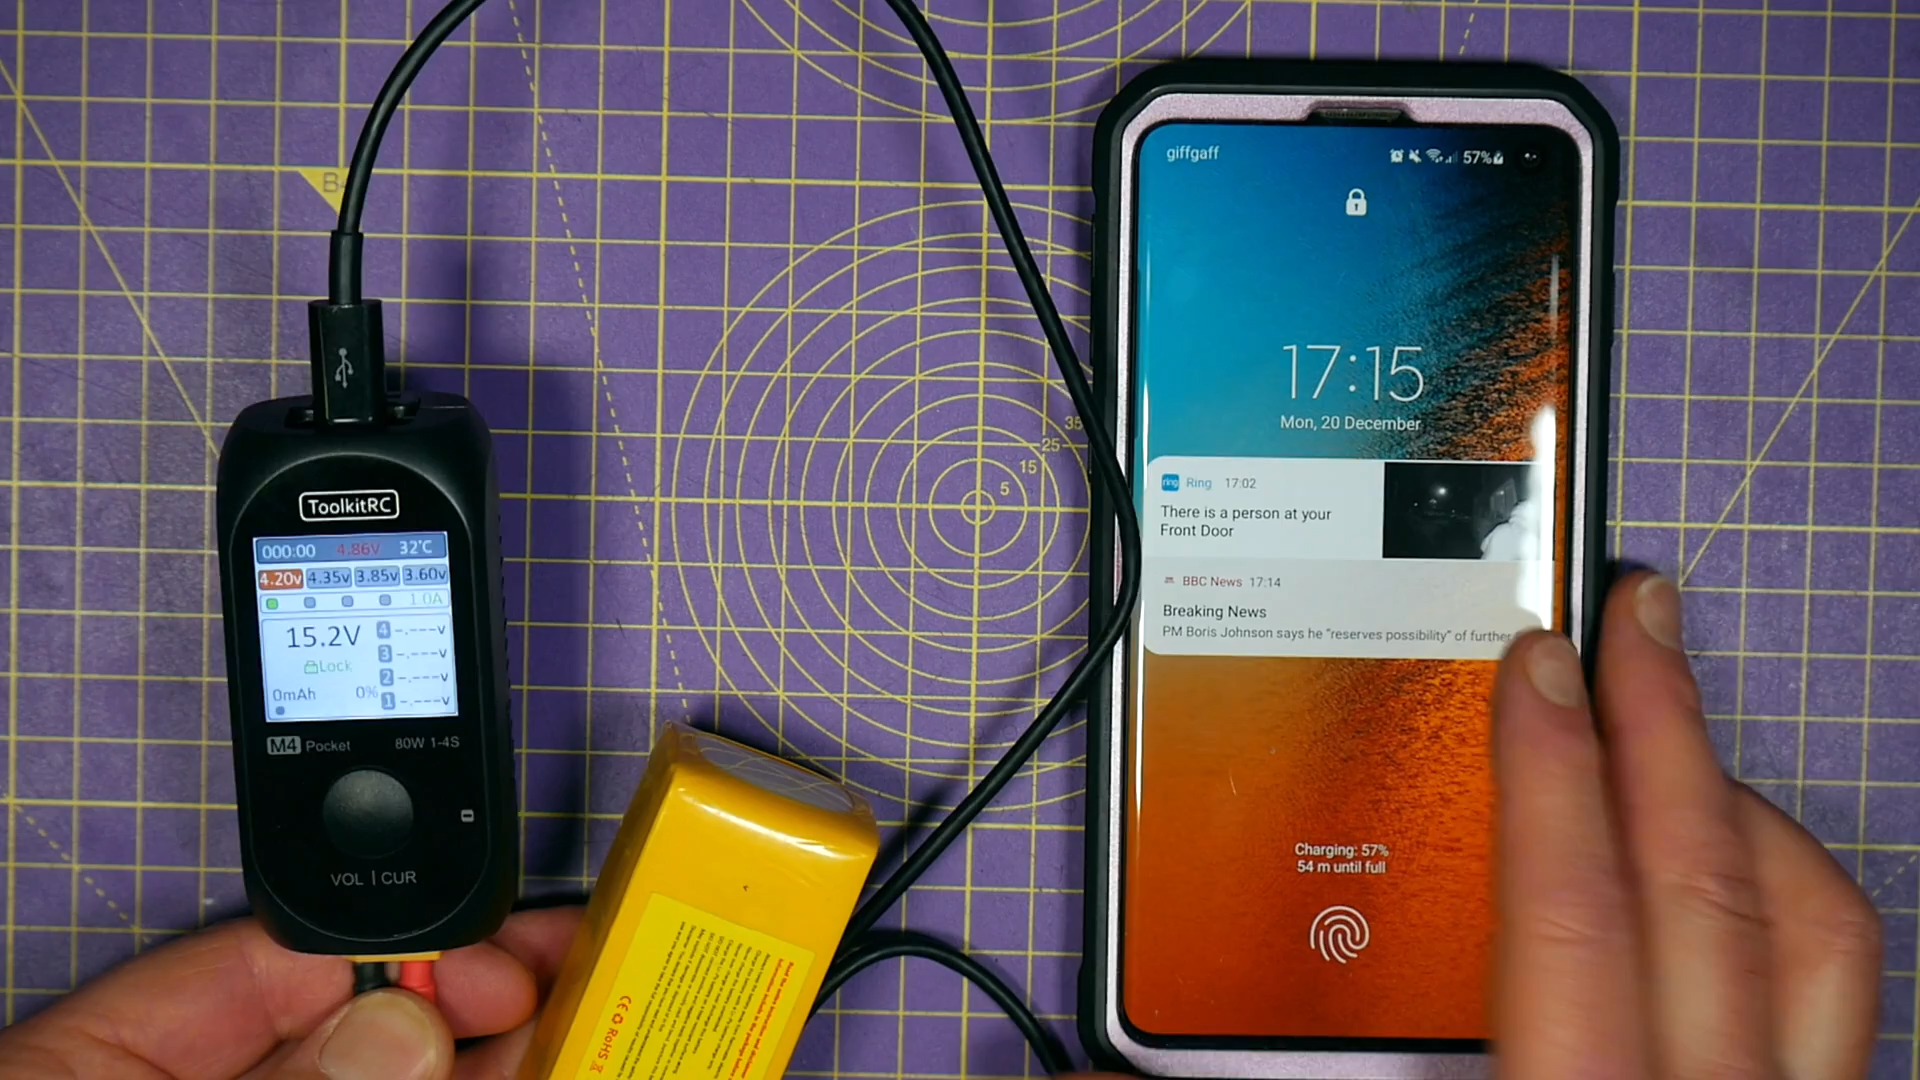 B4
35
25
15
5
ToolkitRC
000:00 4.86V 32℃
4.20v 4.35v 3.85v 3.60v
1.0A
15.2V
Lock
0mAh 0%
4 -.---v
3 -.---v
2 -.---v
1 -.---v
M4 Pocket 80W 1-4S
VOL | CUR
CE RoHS
giffgaff
57%
17:15
Mon, 20 December
ring Ring 17:02
There is a person at your
Front Door
BBC News 17:14
Breaking News
PM Boris Johnson says he "reserves possibility" of further
Charging: 57%
54 m until full